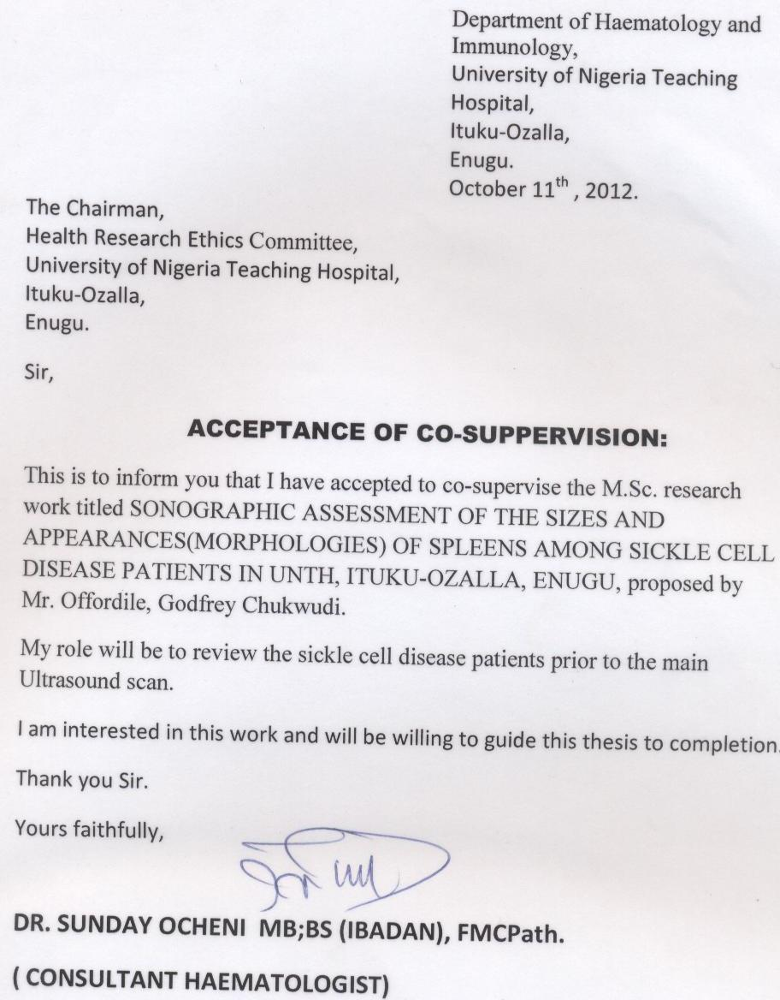 Department of Haematology and
Immunology,
University of Nigeria Teaching
Hospital,
Ituku-Ozalla,
Enugu.
October 11th , 2012.
The Chairman,
Health Research Ethics Committee,
University of Nigeria Teaching Hospital,
Ituku-Ozalla,
Enugu.
Sir,
ACCEPTANCE OF CO-SUPPERVISION:
This is to inform you that I have accepted to co-supervise the M.Sc. research
work titled SONOGRAPHIC ASSESSMENT OF THE SIZES AND
APPEARANCES(MORPHOLOGIES) OF SPLEENS AMONG SICKLE CELL
DISEASE PATIENTS IN UNTH, ITUKU-OZALLA, ENUGU, proposed by
Mr. Offordile, Godfrey Chukwudi.
My role will be to review the sickle cell disease patients prior to the main
Ultrasound scan.
I am interested in this work and will be willing to guide this thesis to completion.
Thank you Sir.
Yours faithfully,
DR. SUNDAY OCHENI  MB;BS (IBADAN), FMCPath.
( CONSULTANT HAEMATOLOGIST)